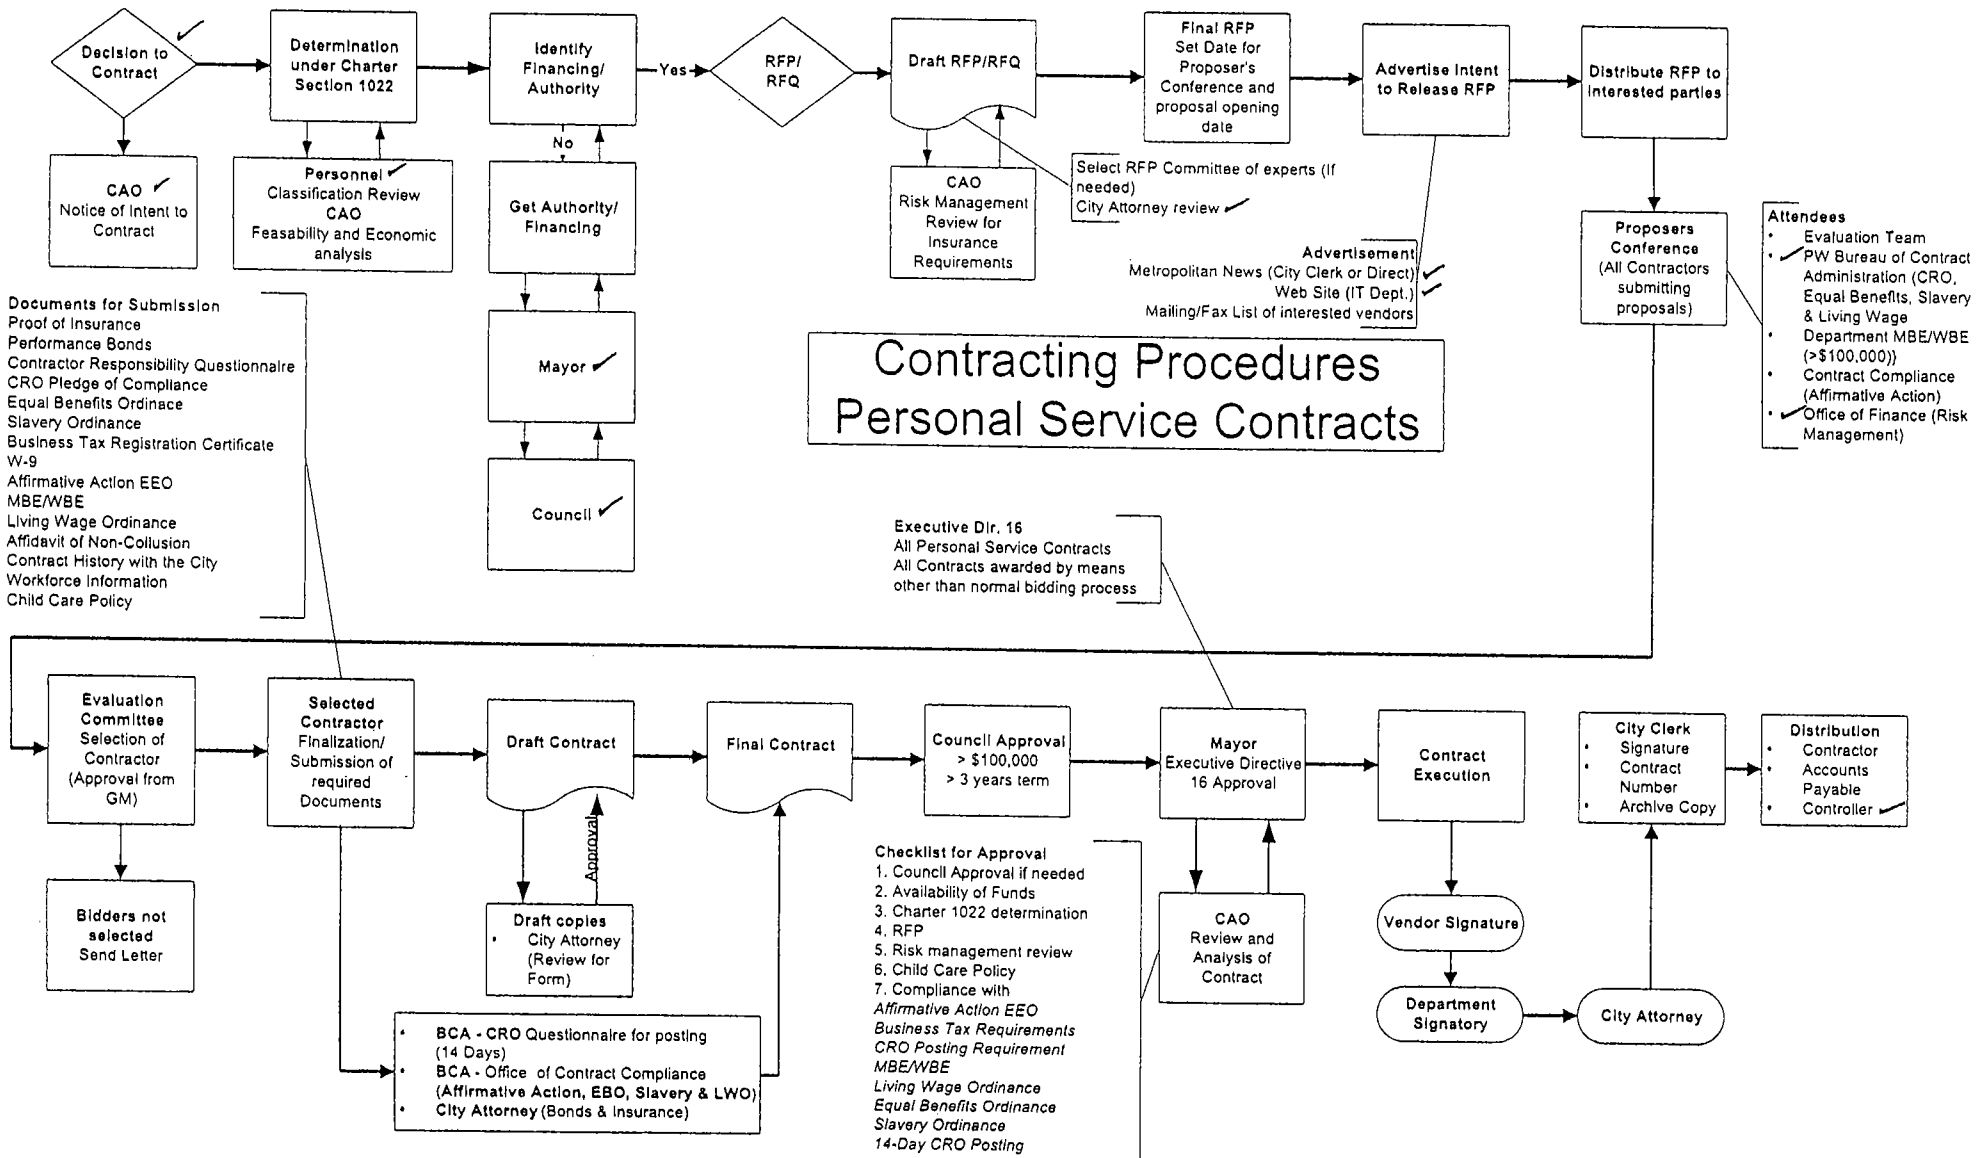 Decision to
Contract
Determination
under Charter
Section 1022
Identify
Financing/
Authority
Yes
No
RFP/
RFQ
Draft RFP/RFQ
Final RFP
Set Date for
Proposer's
Conference and
proposal opening
date
Advertise Intent
to Release RFP
Distribute RFP to
Interested parties
CAO
Notice of Intent to
Contract
Personnel
Classification Review
CAO
Feasability and Economic
analysis
Get Authority/
Financing
CAO
Risk Management
Review for
Insurance
Requirements
Select RFP Committee of experts (If
needed)
City Attorney review
Advertisement
Metropolitan News (City Clerk or Direct)
Web Site (IT Dept.)
Mailing/Fax List of interested vendors
Proposers
Conference
(All Contractors
submitting
proposals)
Attendees
• Evaluation Team
• PW Bureau of Contract
Administration (CRO,
Equal Benefits, Slavery
& Living Wage
• Department MBE/WBE
(>$100,000)}
• Contract Compliance
(Affirmative Action)
• Office of Finance (Risk
Management)
Mayor
Council
Contracting Procedures
Personal Service Contracts
Documents for Submission
Proof of Insurance
Performance Bonds
Contractor Responsibility Questionnaire
CRO Pledge of Compliance
Equal Benefits Ordinace
Slavery Ordinance
Business Tax Registration Certificate
W-9
Affirmative Action EEO
MBE/WBE
Living Wage Ordinance
Affidavit of Non-Collusion
Contract History with the City
Workforce Information
Child Care Policy
Executive Dir. 16
All Personal Service Contracts
All Contracts awarded by means
other than normal bidding process
Evaluation
Committee
Selection of
Contractor
(Approval from
GM)
Selected
Contractor
Finalization/
Submission of
required
Documents
Draft Contract
Final Contract
Council Approval
> $100,000
> 3 years term
Mayor
Executive Directive
16 Approval
Contract
Execution
City Clerk
• Signature
• Contract
Number
• Archive Copy
Distribution
• Contractor
• Accounts
Payable
• Controller
Bidders not
selected
Send Letter
Approval
Draft copies
• City Attorney
(Review for
Form)
• BCA - CRO Questionnaire for posting
(14 Days)
• BCA - Office of Contract Compliance
(Affirmative Action, EBO, Slavery & LWO)
• City Attorney (Bonds & Insurance)
Checklist for Approval
1. Council Approval if needed
2. Availability of Funds
3. Charter 1022 determination
4. RFP
5. Risk management review
6. Child Care Policy
7. Compliance with
Affirmative Action EEO
Business Tax Requirements
CRO Posting Requirement
MBE/WBE
Living Wage Ordinance
Equal Benefits Ordinance
Slavery Ordinance
14-Day CRO Posting
CAO
Review and
Analysis of
Contract
Vendor Signature
Department
Signatory
City Attorney